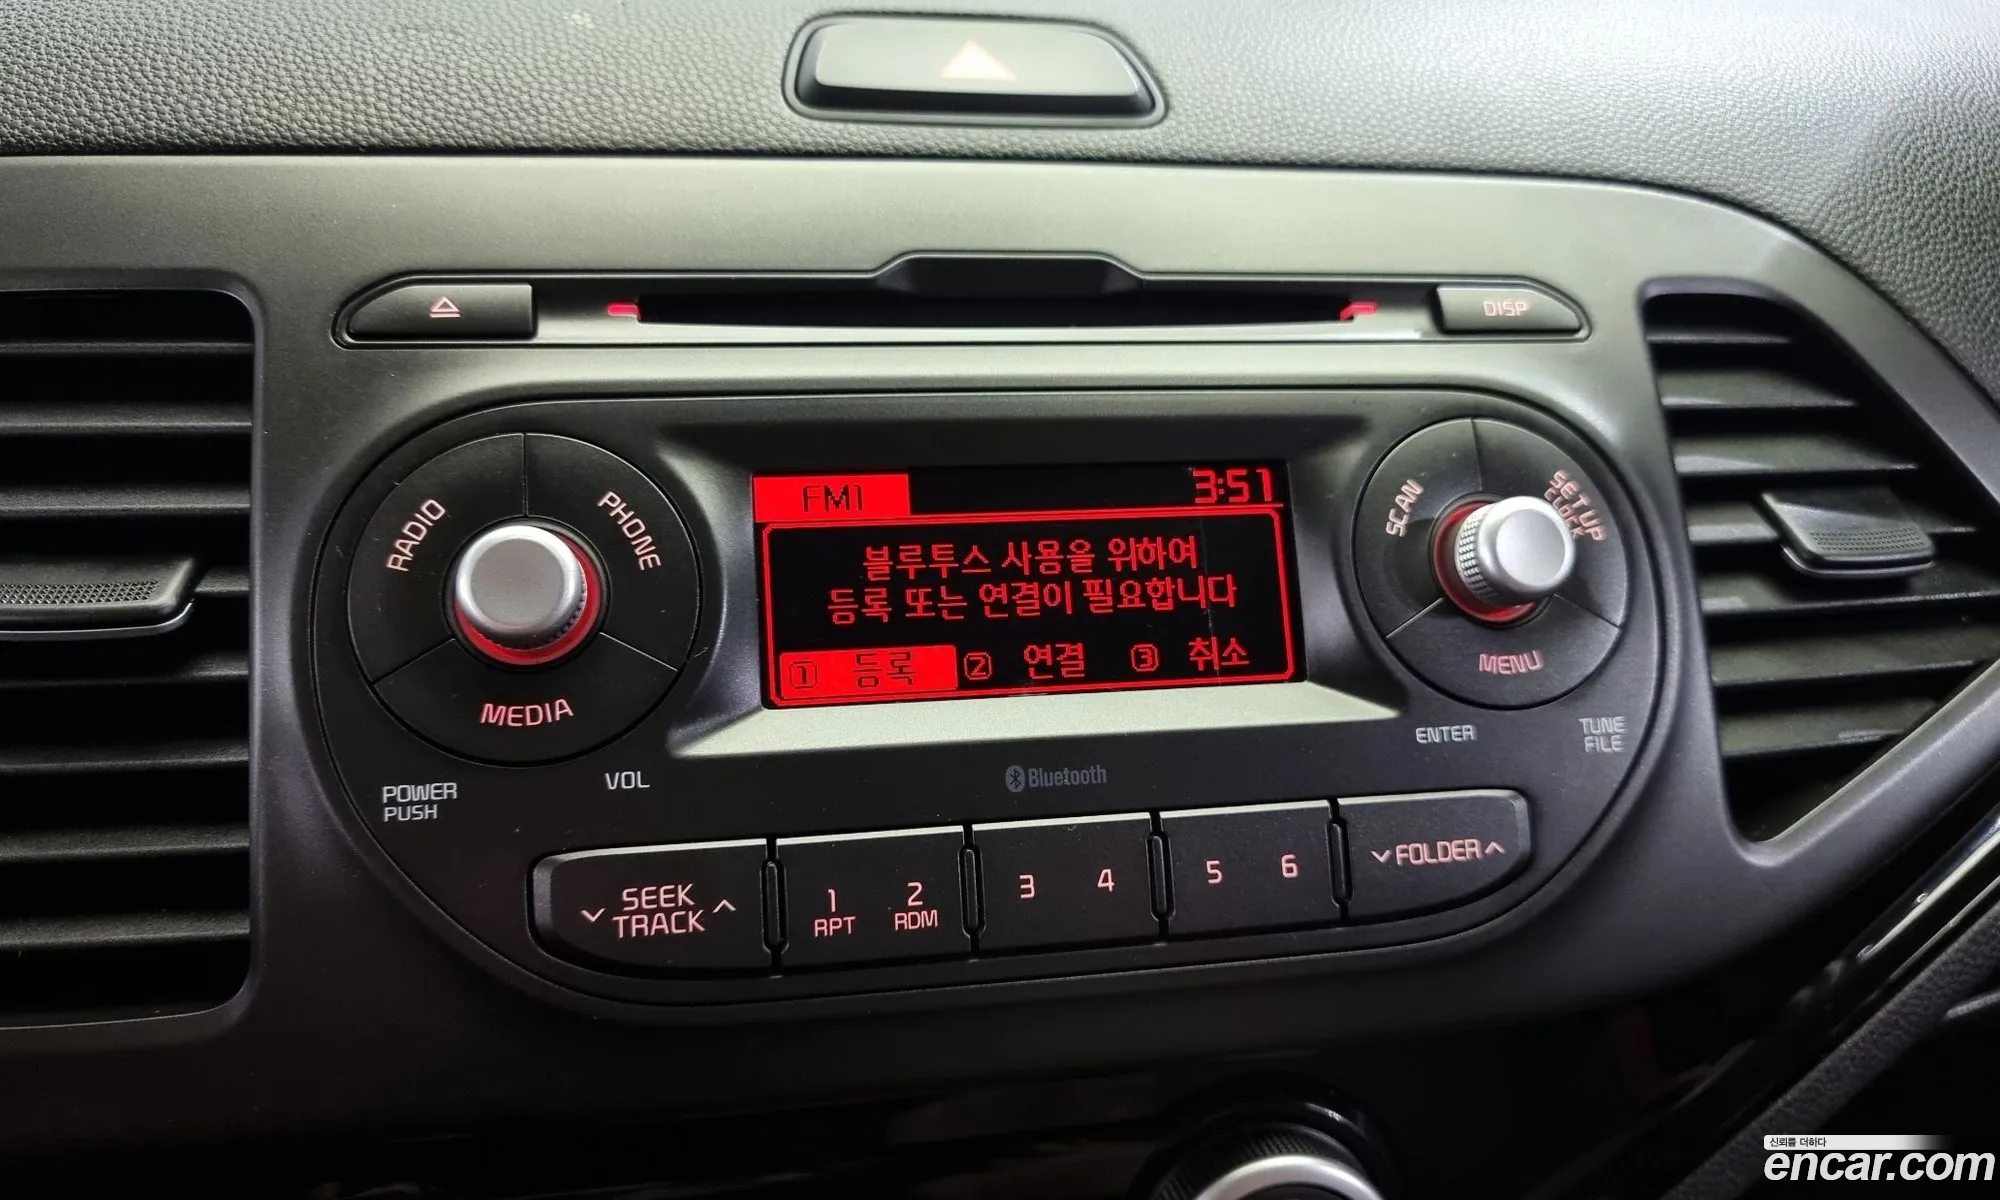 DISP
RADIO
PHONE
MEDIA
POWER
PUSH
VOL
FM1
3:51
블루투스 사용을 위하여
등록 또는 연결이 필요합니다
1 등록 2 연결 3 취소
SCAN
SETUP
CLOCK
MENU
ENTER
TUNE
FILE
Bluetooth
SEEK
TRACK
1 2
RPT RDM
3 4
5 6
FOLDER
신뢰를 더하다
encar.com